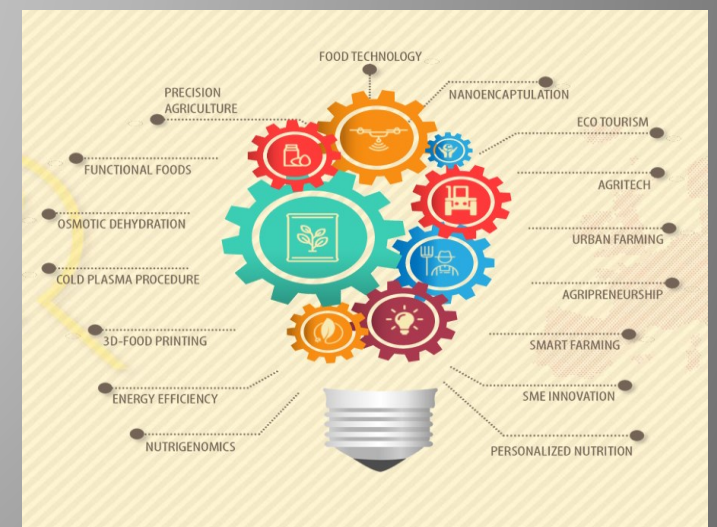 FOOD TECHNOLOGY
PRECISION
AGRICULTURE
NANOENCAPTULATION
ECO TOURISM
FUNCTIONAL FOODS
AGRITECH
OSMOTIC DEHYDRATION
URBAN FARMING
COLD PLASMA PROCEDURE
AGRIPRENEURSHIP
3D-FOOD PRINTING
SMART FARMING
ENERGY EFFICIENCY
SME INNOVATION
NUTRIGENOMICS
PERSONALIZED NUTRITION